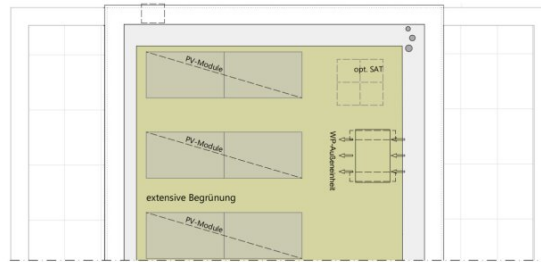 PV-Module
opt. SAT
PV-Module
WP-Außeneinheit
extensive Begrünung
PV-Module